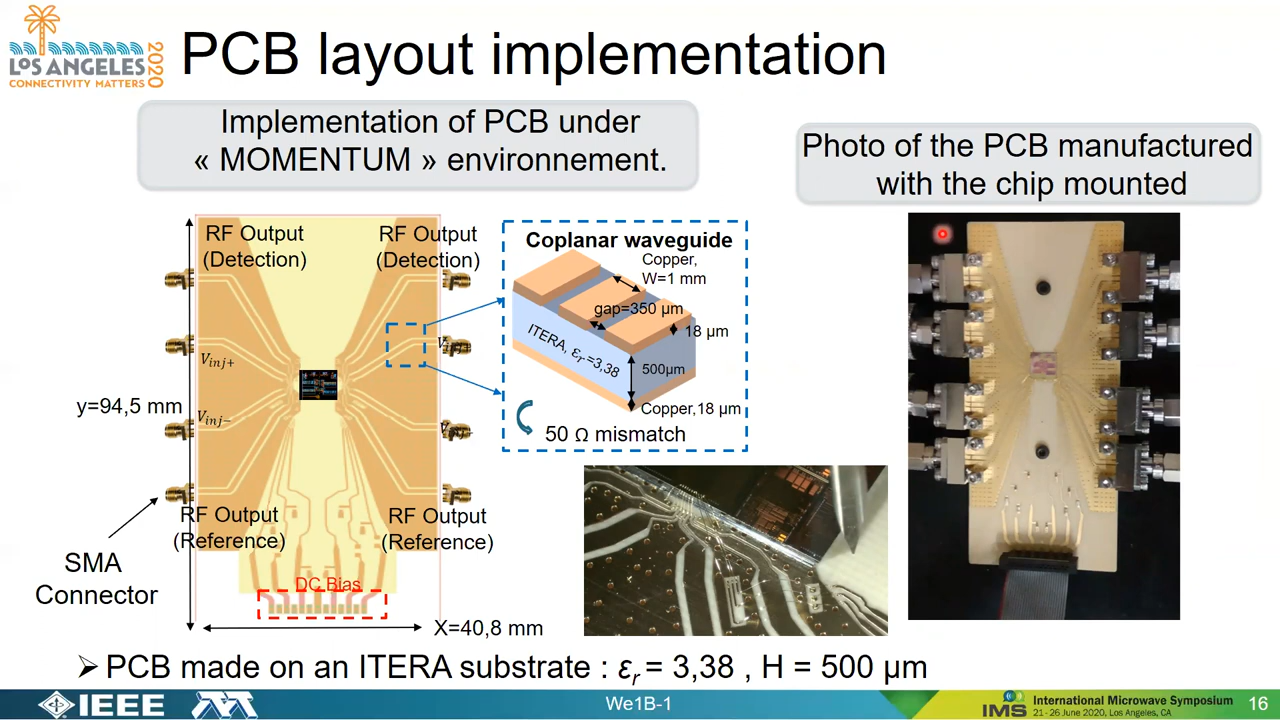 LOS ANGELES
2020
CONNECTIVITY MATTERS
PCB layout implementation
Implementation of PCB under
« MOMENTUM » environnement.
Photo of the PCB manufactured
with the chip mounted
RF Output
(Detection)
RF Output
(Detection)
Vinj+
Vinj−
y=94,5 mm
RF Output
(Reference)
RF Output
(Reference)
SMA
Connector
DC Bias
X=40,8 mm
Coplanar waveguide
Copper,
W=1 mm
gap=350 µm
18 µm
ITERA, εr=3,38
500µm
Copper,18 µm
50 Ω mismatch
➢ PCB made on an ITERA substrate : εr = 3,38 , H = 500 µm
IEEE
We1B-1
IMS
International Microwave Symposium
21 - 26 June 2020, Los Angeles, CA
16